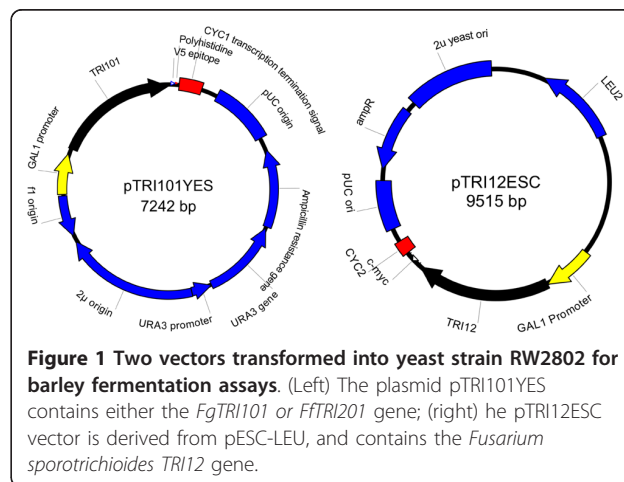 CYC1 transcription termination signal
Polyhistidine
V5 epitope
TRI101
pUC origin
GAL1 promoter
f1 origin
pTRI101YES
7242 bp
Ampicillin resistance gene
2µ origin
URA3 promoter
URA3 gene
2u yeast ori
LEU2
ampR
pUC ori
pTRI12ESC
9515 bp
CYC2
c-myc
TRI12
GAL1 Promoter
Figure 1 Two vectors transformed into yeast strain RW2802 for
barley fermentation assays. (Left) The plasmid pTRI101YES
contains either the FgTRI101 or FfTRI201 gene; (right) he pTRI12ESC
vector is derived from pESC-LEU, and contains the Fusarium
sporotrichioides TRI12 gene.